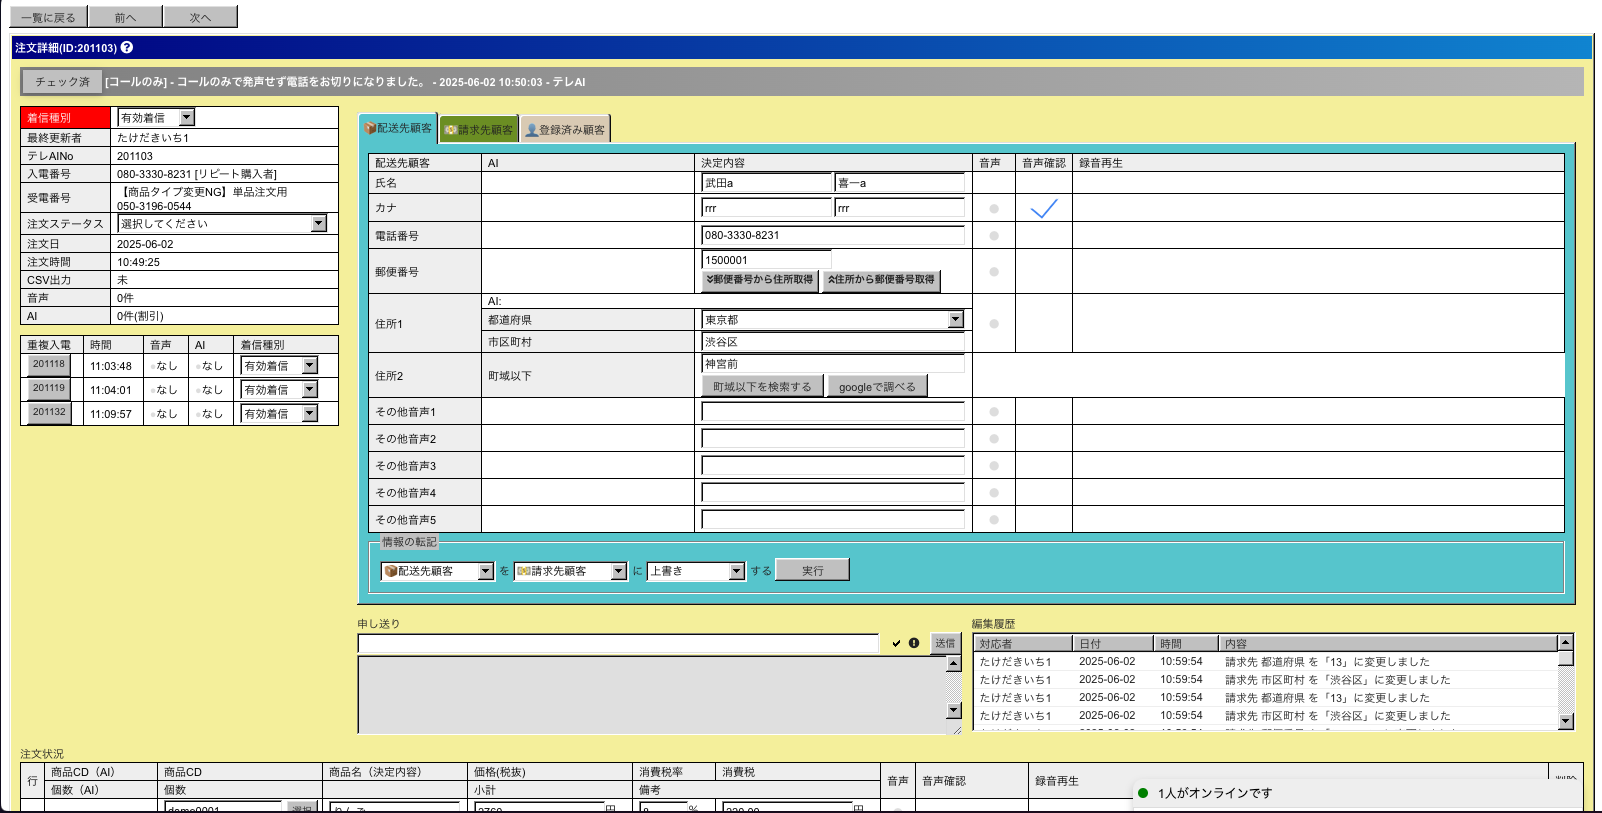 一覧に戻る 前へ 次へ
注文詳細(ID:201103) ?
チェック済 [コールのみ] - コールのみで発声せず電話をお切りになりました。 - 2025-06-02 10:50:03 - テレAI
着信種別 有効着信
最終更新者 たけだきいち1
テレAINo 201103
入電番号 080-3330-8231 [リピート購入者]
受電番号 【商品タイプ変更NG】単品注文用
050-3196-0544
注文ステータス 選択してください
注文日 2025-06-02
注文時間 10:49:25
CSV出力 未
音声 0件
AI 0件(割引)
重複入電 時間 音声 AI 着信種別
201118 11:03:48 なし なし 有効着信
201119 11:04:01 なし なし 有効着信
201132 11:09:57 なし なし 有効着信
配送先顧客 請求先顧客 登録済み顧客
配送先顧客 AI 決定内容 音声 音声確認 録音再生
氏名 武田a 喜一a
カナ rrr rrr
電話番号 080-3330-8231
郵便番号 1500001
郵便番号から住所取得 住所から郵便番号取得
住所1 AI:
都道府県 東京都
市区町村 渋谷区
住所2 町域以下 神宮前
町域以下を検索する googleで調べる
その他音声1
その他音声2
その他音声3
その他音声4
その他音声5
情報の転記
配送先顧客 を 請求先顧客 に 上書き する 実行
申し送り
送信
編集履歴
対応者 日付 時間 内容
たけだきいち1 2025-06-02 10:59:54 請求先 都道府県 を「13」に変更しました
たけだきいち1 2025-06-02 10:59:54 請求先 市区町村 を「渋谷区」に変更しました
たけだきいち1 2025-06-02 10:59:54 請求先 都道府県 を「13」に変更しました
たけだきいち1 2025-06-02 10:59:54 請求先 市区町村 を「渋谷区」に変更しました
注文状況
行 商品CD（AI） 商品CD 商品名（決定内容） 価格(税抜) 消費税率 消費税 音声 音声確認 録音再生
個数（AI） 個数 小計 備考
demo0001 選択 りんご 円 % 円
1人がオンラインです